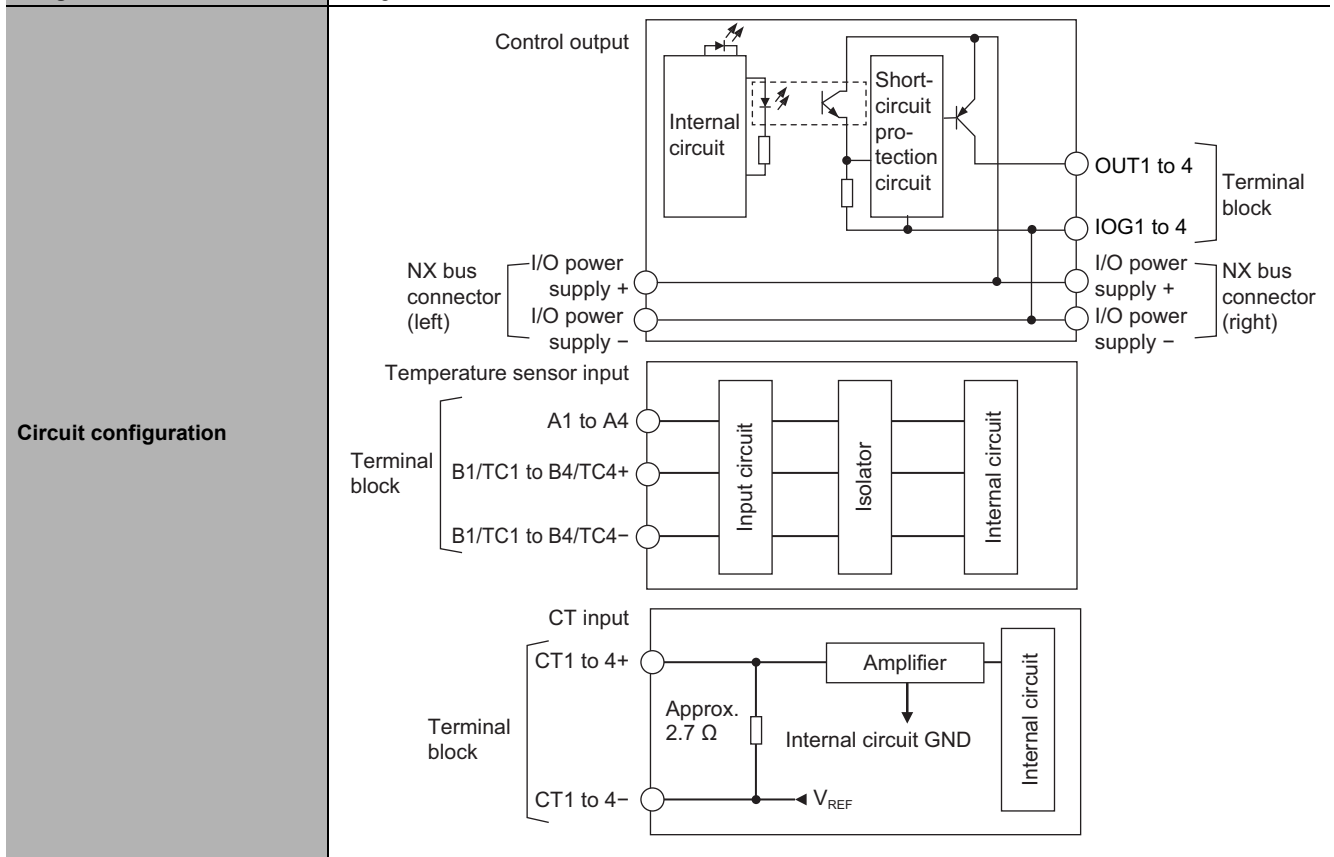 Circuit configuration
Control output
Internal
circuit
Short-
circuit
pro-
tection
circuit
OUT1 to 4
IOG1 to 4
Terminal
block
NX bus
connector
(left)
I/O power
supply +
I/O power
supply −
I/O power
supply +
I/O power
supply −
NX bus
connector
(right)
Temperature sensor input
Terminal
block
A1 to A4
B1/TC1 to B4/TC4+
B1/TC1 to B4/TC4−
Input circuit
Isolator
Internal circuit
CT input
Terminal
block
CT1 to 4+
CT1 to 4−
Approx.
2.7 Ω
Amplifier
Internal circuit GND
VREF
Internal circuit